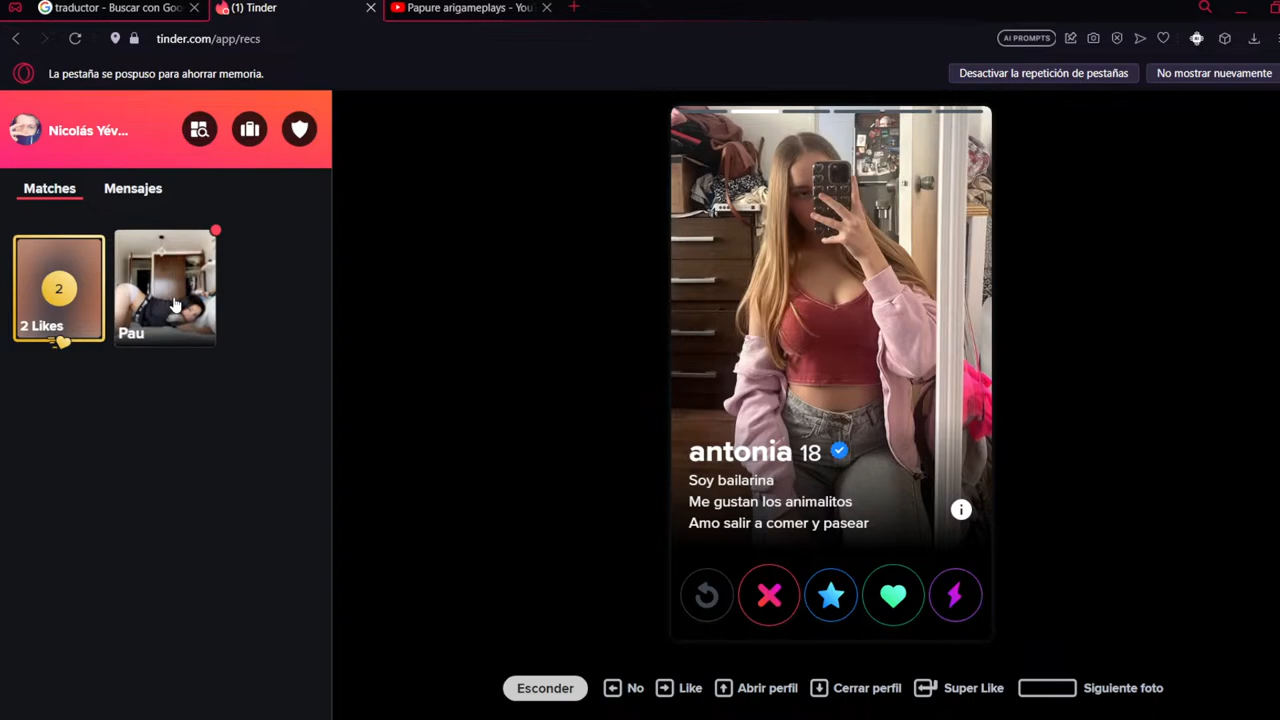 traductor - Buscar con Goo
(1) Tinder
Papure arigameplays - You
tinder.com/app/recs
AI PROMPTS
La pestaña se pospuso para ahorrar memoria.
Desactivar la repetición de pestañas
No mostrar nuevamente
Nicolás Yév...
Matches
Mensajes
2
2 Likes
Pau
antonia 18
Soy bailarina
Me gustan los animalitos
Amo salir a comer y pasear
Esconder
No
Like
Abrir perfil
Cerrar perfil
Super Like
Siguiente foto